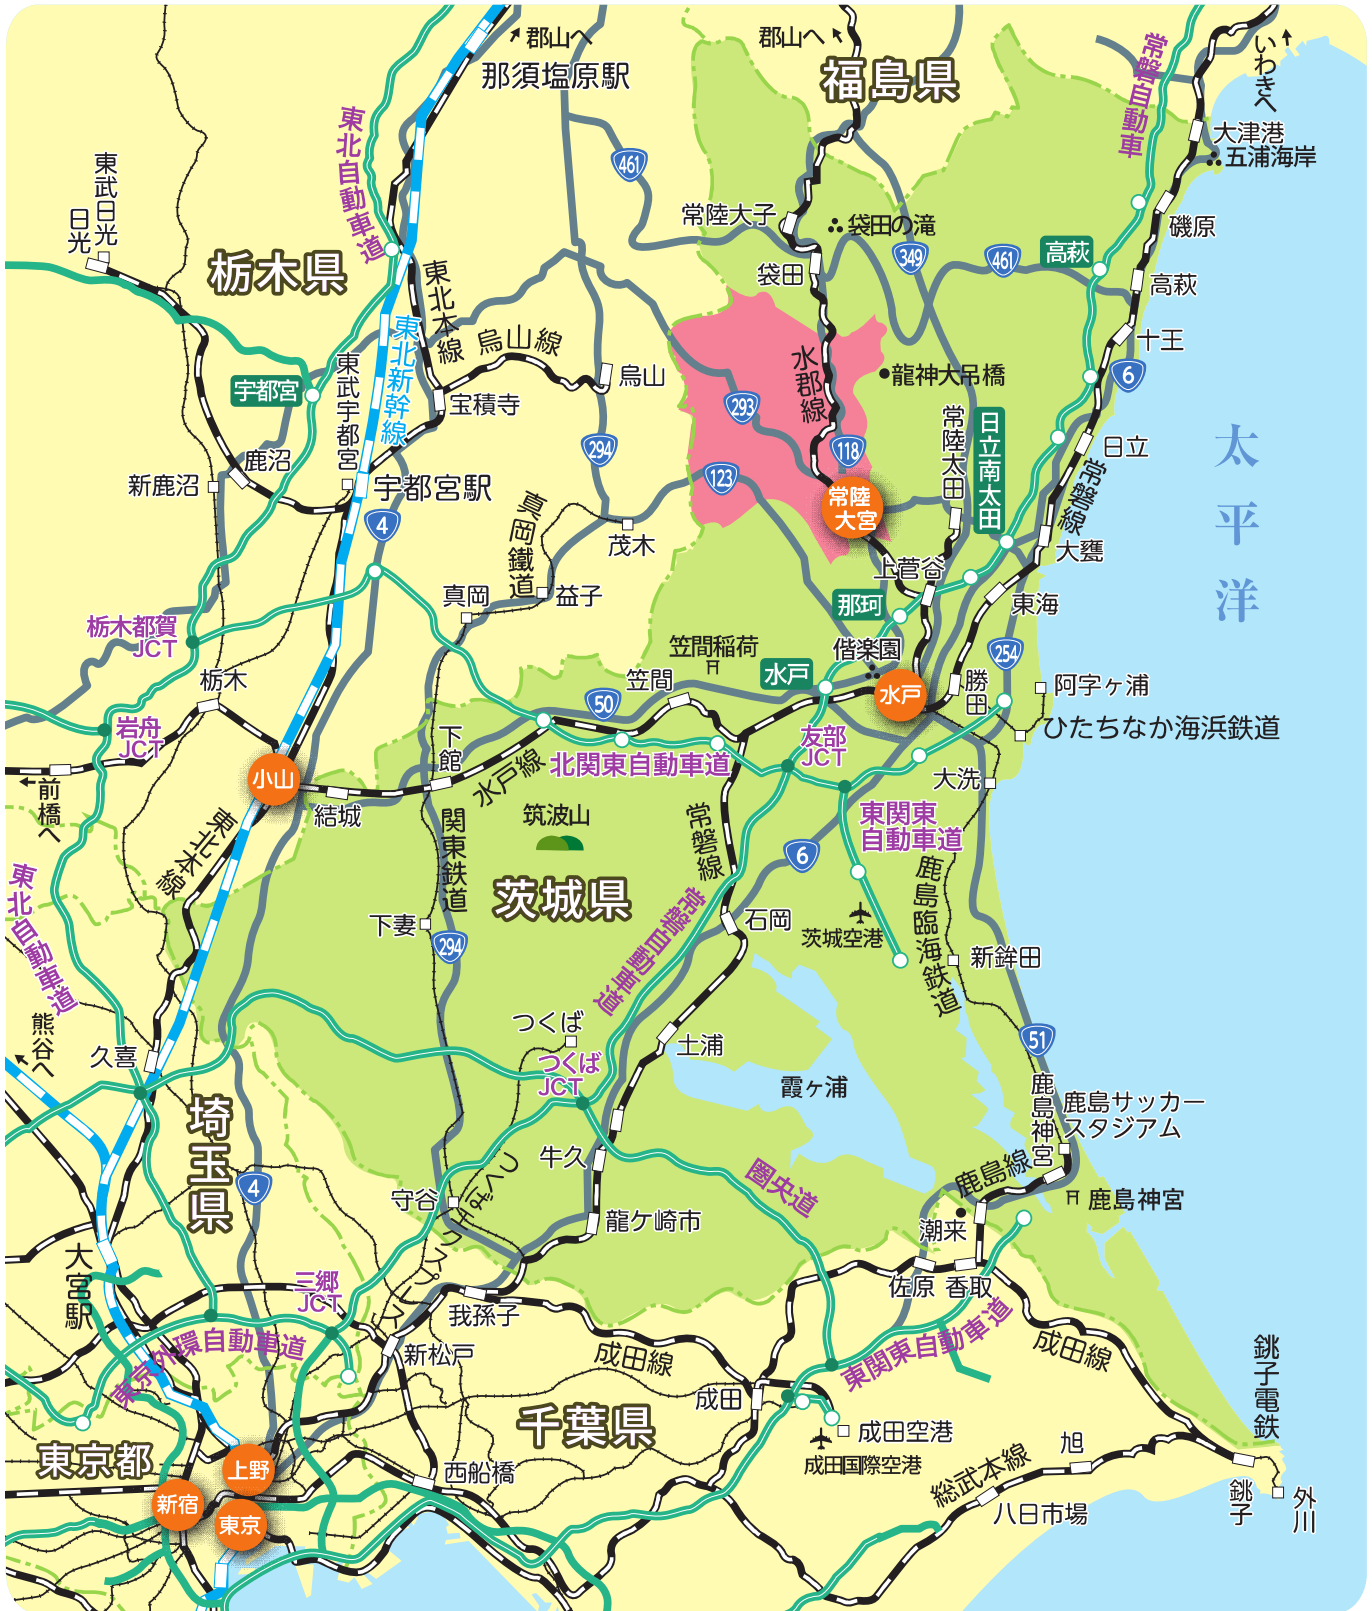 郡山へ
郡山へ
那須塩原駅
福島県
常磐自動車
いわきへ
大津港
五浦海岸
東北自動車道
461
東武日光
日光
常陸大子
袋田の滝
磯原
栃木県
東北本線
袋田
349
461
高萩
高萩
東北新幹線
烏山線
烏山
水郡線
龍神大吊橋
十王
6
宇都宮
東武宇都宮
宝積寺
293
118
常陸太田
日立南太田
日立
太平洋
新鹿沼
鹿沼
宇都宮駅
294
123
常陸大宮
常磐線
4
真岡鐵道
茂木
大甕
上菅谷
真岡
益子
那珂
東海
栃木都賀JCT
笠間稲荷
偕楽園
254
栃木
笠間
水戸
水戸
勝田
阿字ヶ浦
岩舟JCT
50
ひたちなか海浜鉄道
下館
友部JCT
小山
水戸線
北関東自動車道
大洗
前橋へ
結城
筑波山
常磐線
東関東自動車道
東北本線
関東鉄道
6
東北自動車道
茨城県
常磐自動車道
鹿島臨海鉄道
下妻
石岡
茨城空港
294
新鉾田
熊谷へ
つくば
51
久喜
つくばJCT
土浦
霞ヶ浦
埼玉県
鹿島神宮
鹿島サッカースタジアム
4
守谷
つくばエクスプレス
牛久
圏央道
鹿島線
鹿島神宮
龍ケ崎市
潮来
大宮駅
三郷JCT
佐原
香取
我孫子
東京外環自動車道
新松戸
成田線
東関東自動車道
成田線
銚子電鉄
成田
千葉県
成田空港
成田国際空港
東京都
上野
西船橋
総武本線
旭
新宿
東京
八日市場
銚子
外川